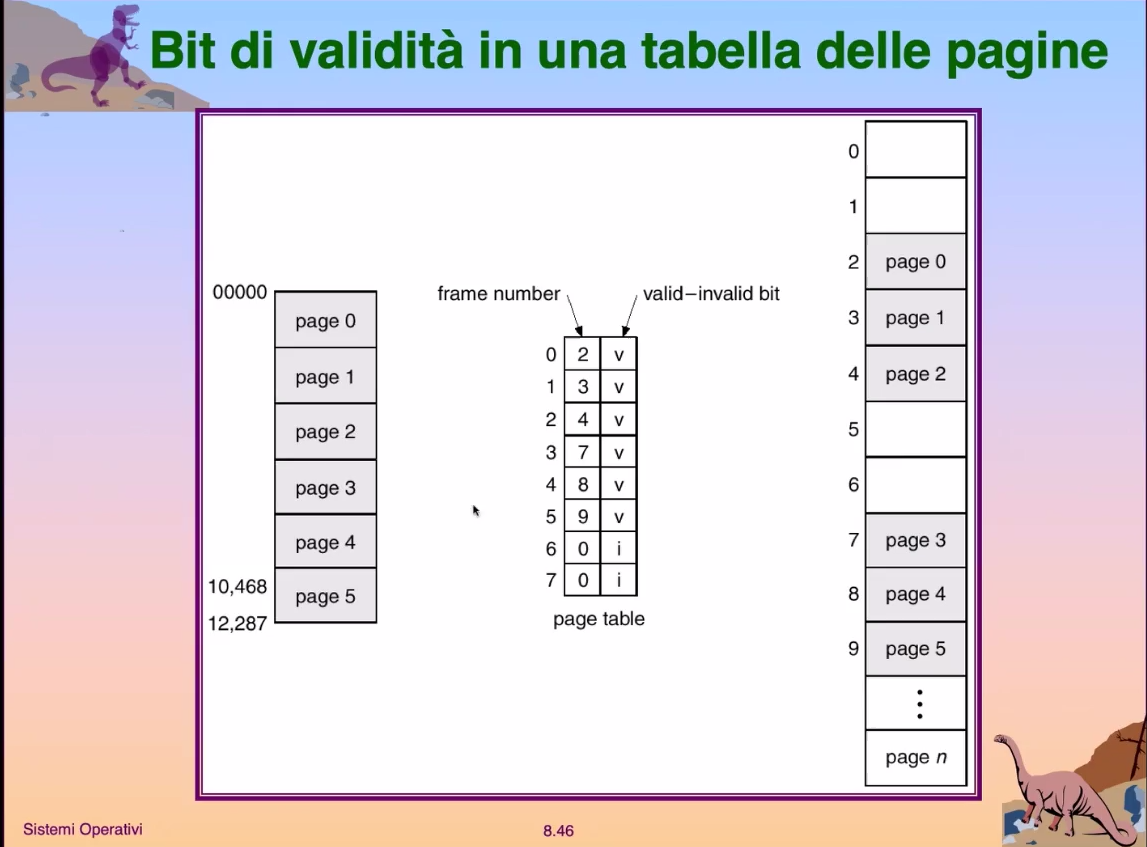 Bit di validità in una tabella delle pagine
00000
page 0
page 1
page 2
page 3
page 4
10,468
page 5
12,287
frame number
valid–invalid bit
0 2 v
1 3 v
2 4 v
3 7 v
4 8 v
5 9 v
6 0 i
7 0 i
page table
0
1
2 page 0
3 page 1
4 page 2
5
6
7 page 3
8 page 4
9 page 5
⋮
page n
Sistemi Operativi
8.46